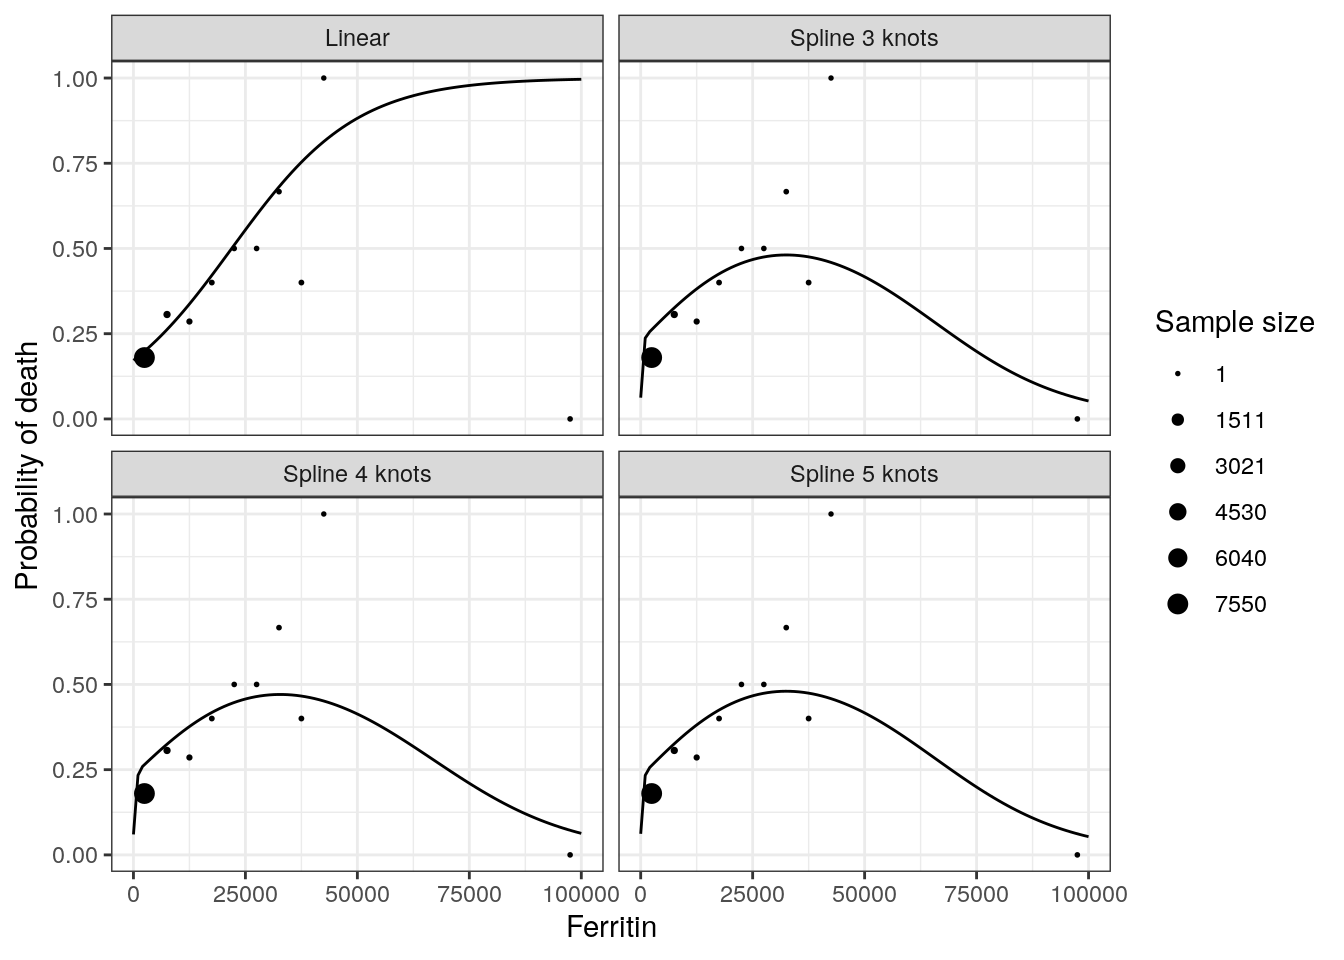 Linear
Spline 3 knots
1.00
0.75
0.50
0.25
0.00
Spline 4 knots
Spline 5 knots
1.00
0.75
0.50
0.25
0.00
0 25000 50000 75000 100000
0 25000 50000 75000 100000
Ferritin
Probability of death
Sample size
1
1511
3021
4530
6040
7550